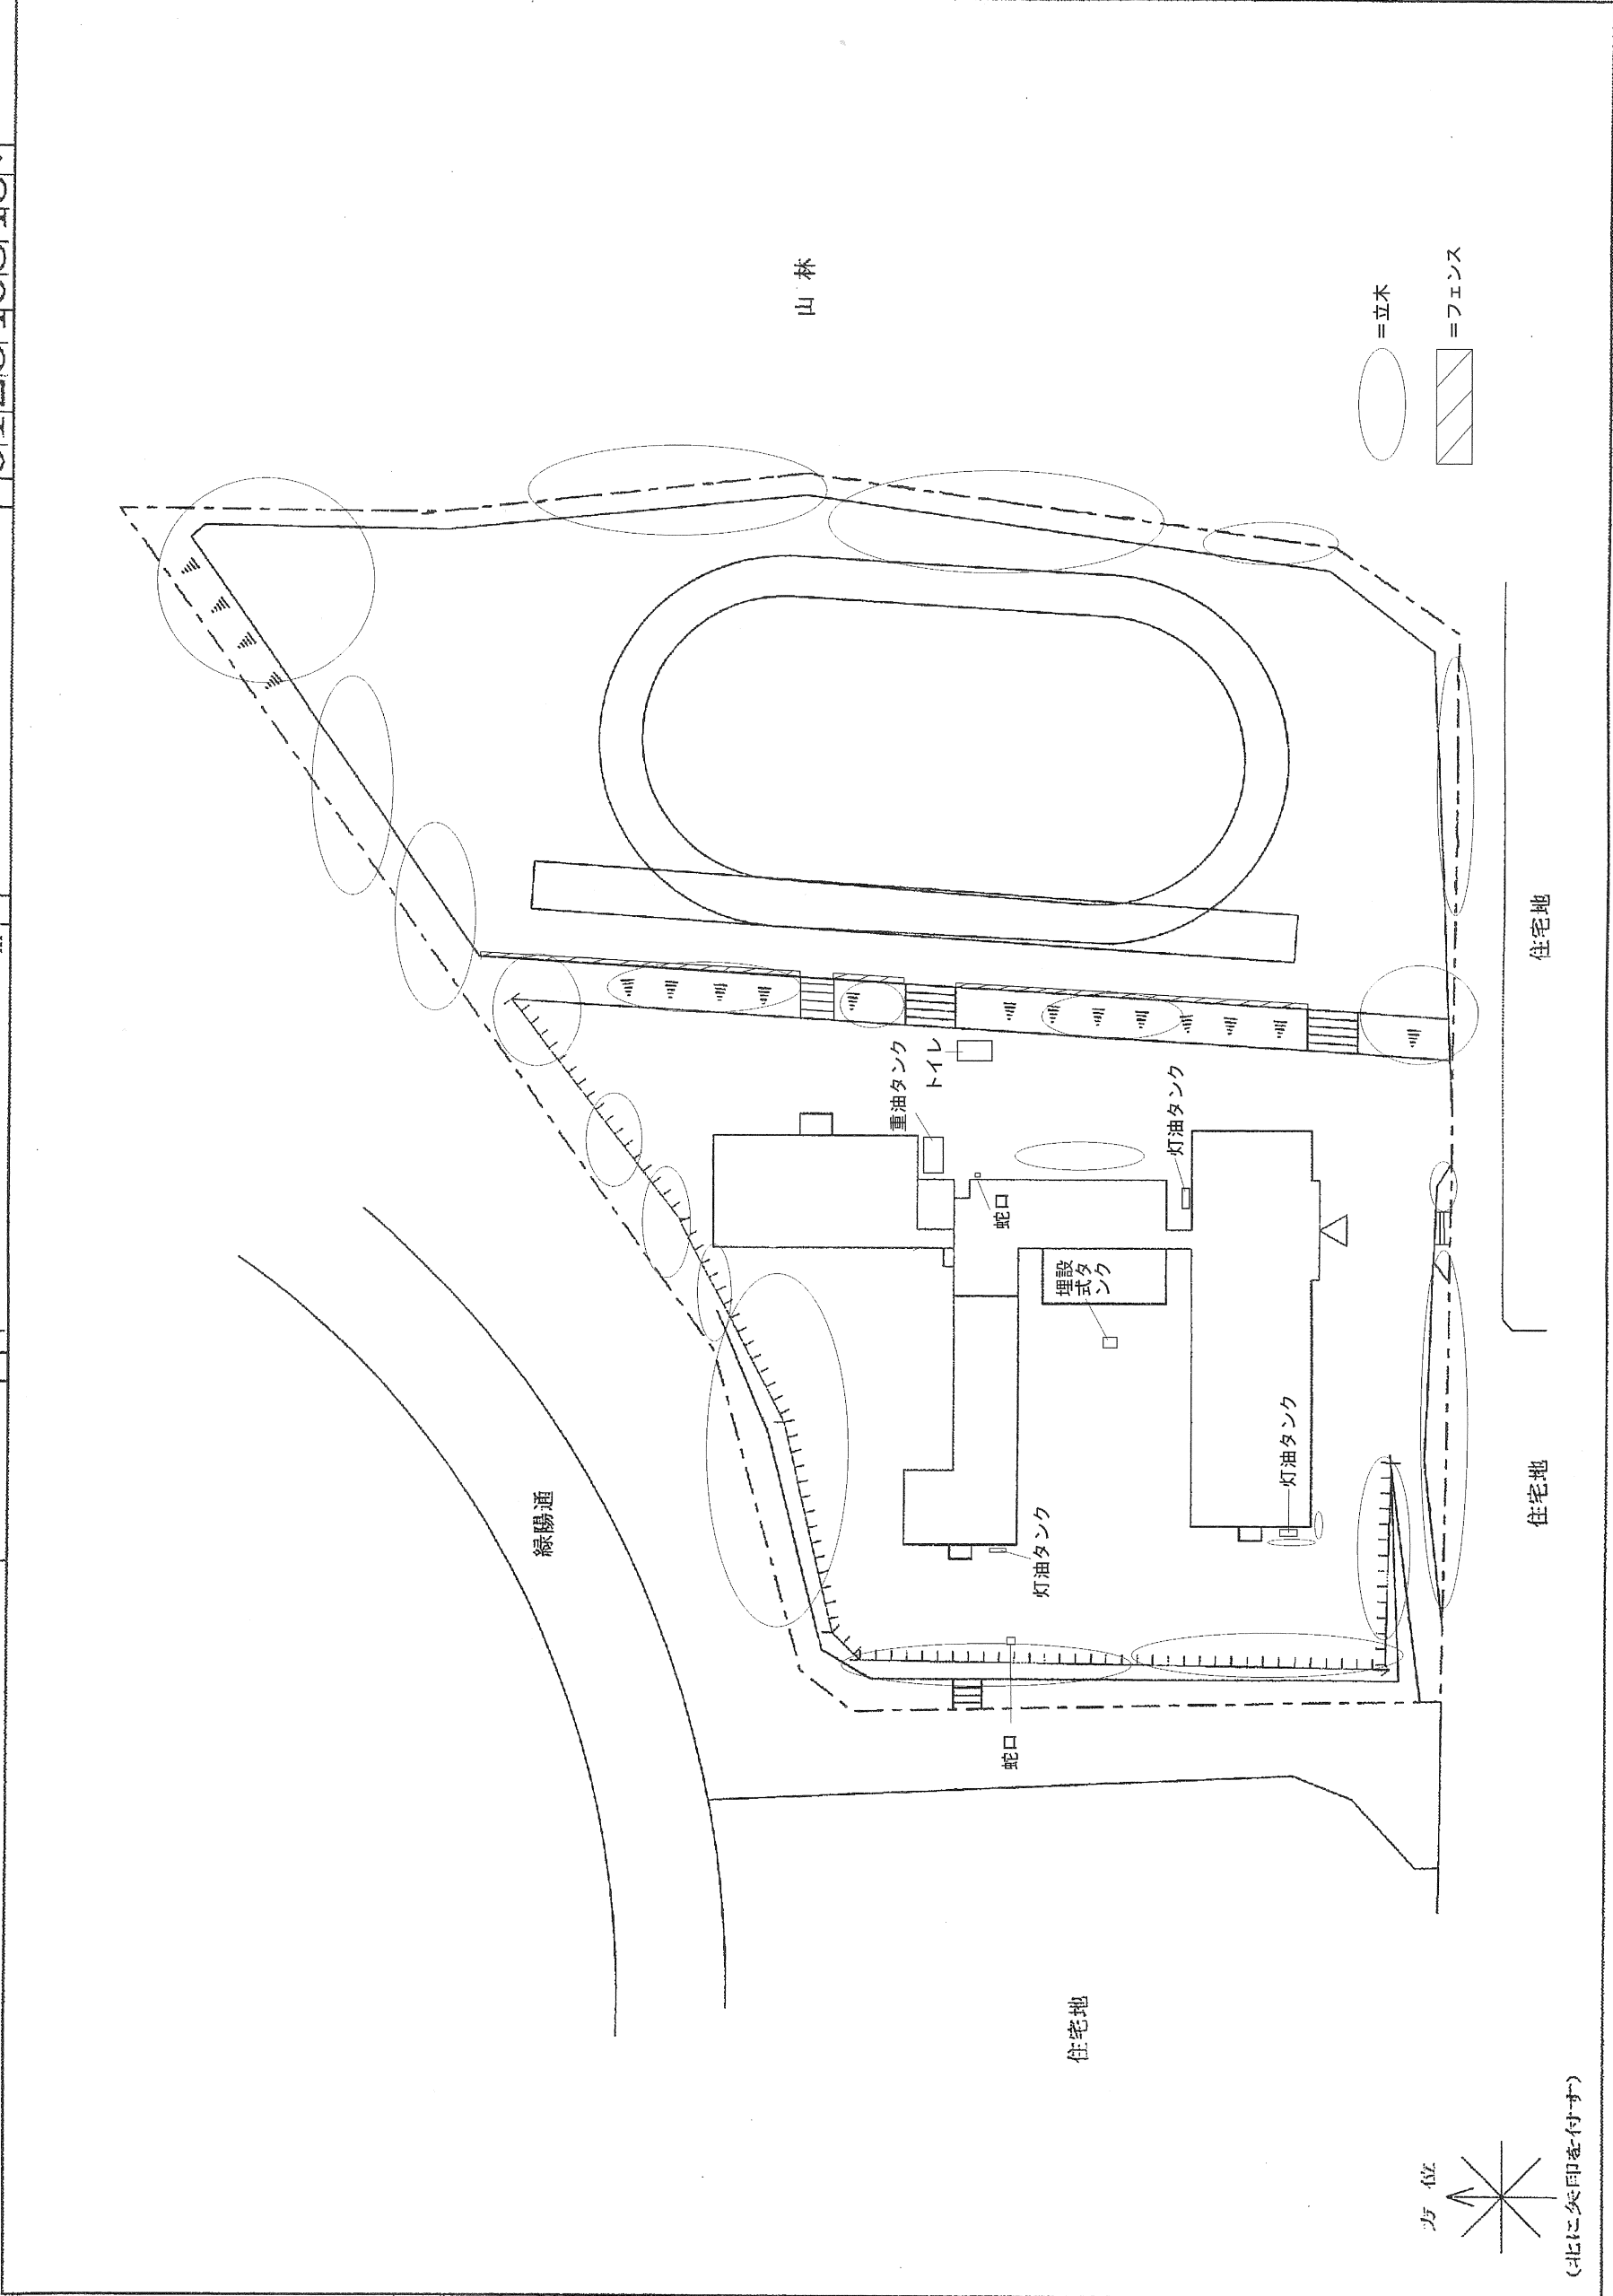 緑陽通
山林
=立木
=フェンス
重油タンク
トイレ
灯油タンク
蛇口
埋設
式タ
ンク
灯油タンク
灯油タンク
蛇口
住宅地
住宅地
住宅地
方位
(北に矢印を付す)